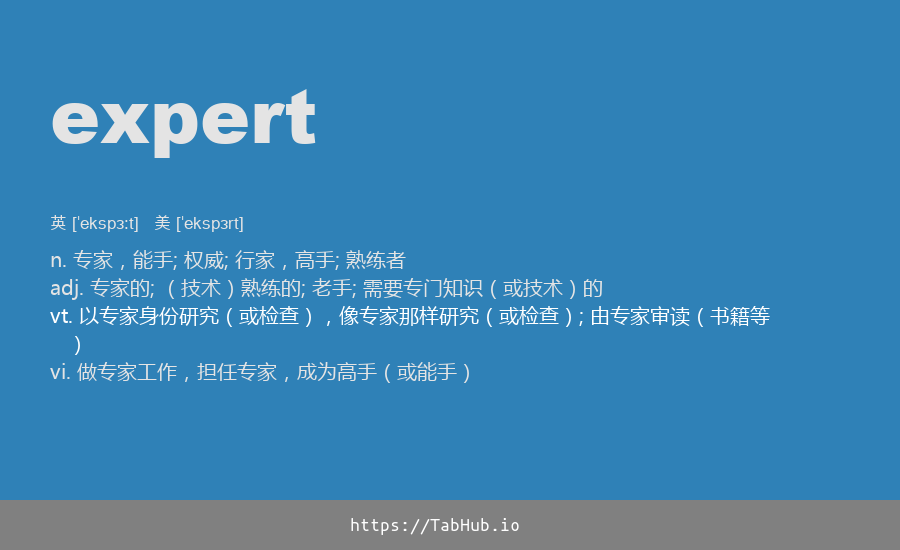 expert
英 ['ekspɜːt] 美 ['ekspɜrt]
n. 专家，能手; 权威; 行家，高手; 熟练者
adj. 专家的; （技术）熟练的; 老手; 需要专门知识（或技术）的
vt. 以专家身份研究（或检查），像专家那样研究（或检查）; 由专家审读（书籍等
）
vi. 做专家工作，担任专家，成为高手（或能手）
https://TabHub.io